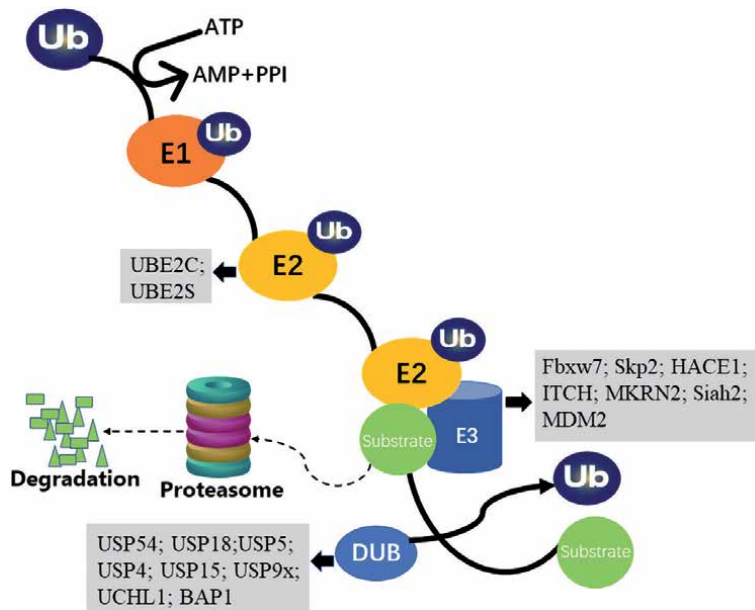 Ub
ATP
AMP+PPI
E1
Ub
UBE2C;
UBE2S
E2
Ub
E2
Ub
Substrate
E3
Fbxw7; Skp2; HACE1;
ITCH; MKRN2; Siah2;
MDM2
Degradation
Proteasome
Ub
USP54; USP18;USP5;
USP4; USP15; USP9x;
UCHL1; BAP1
DUB
Substrate